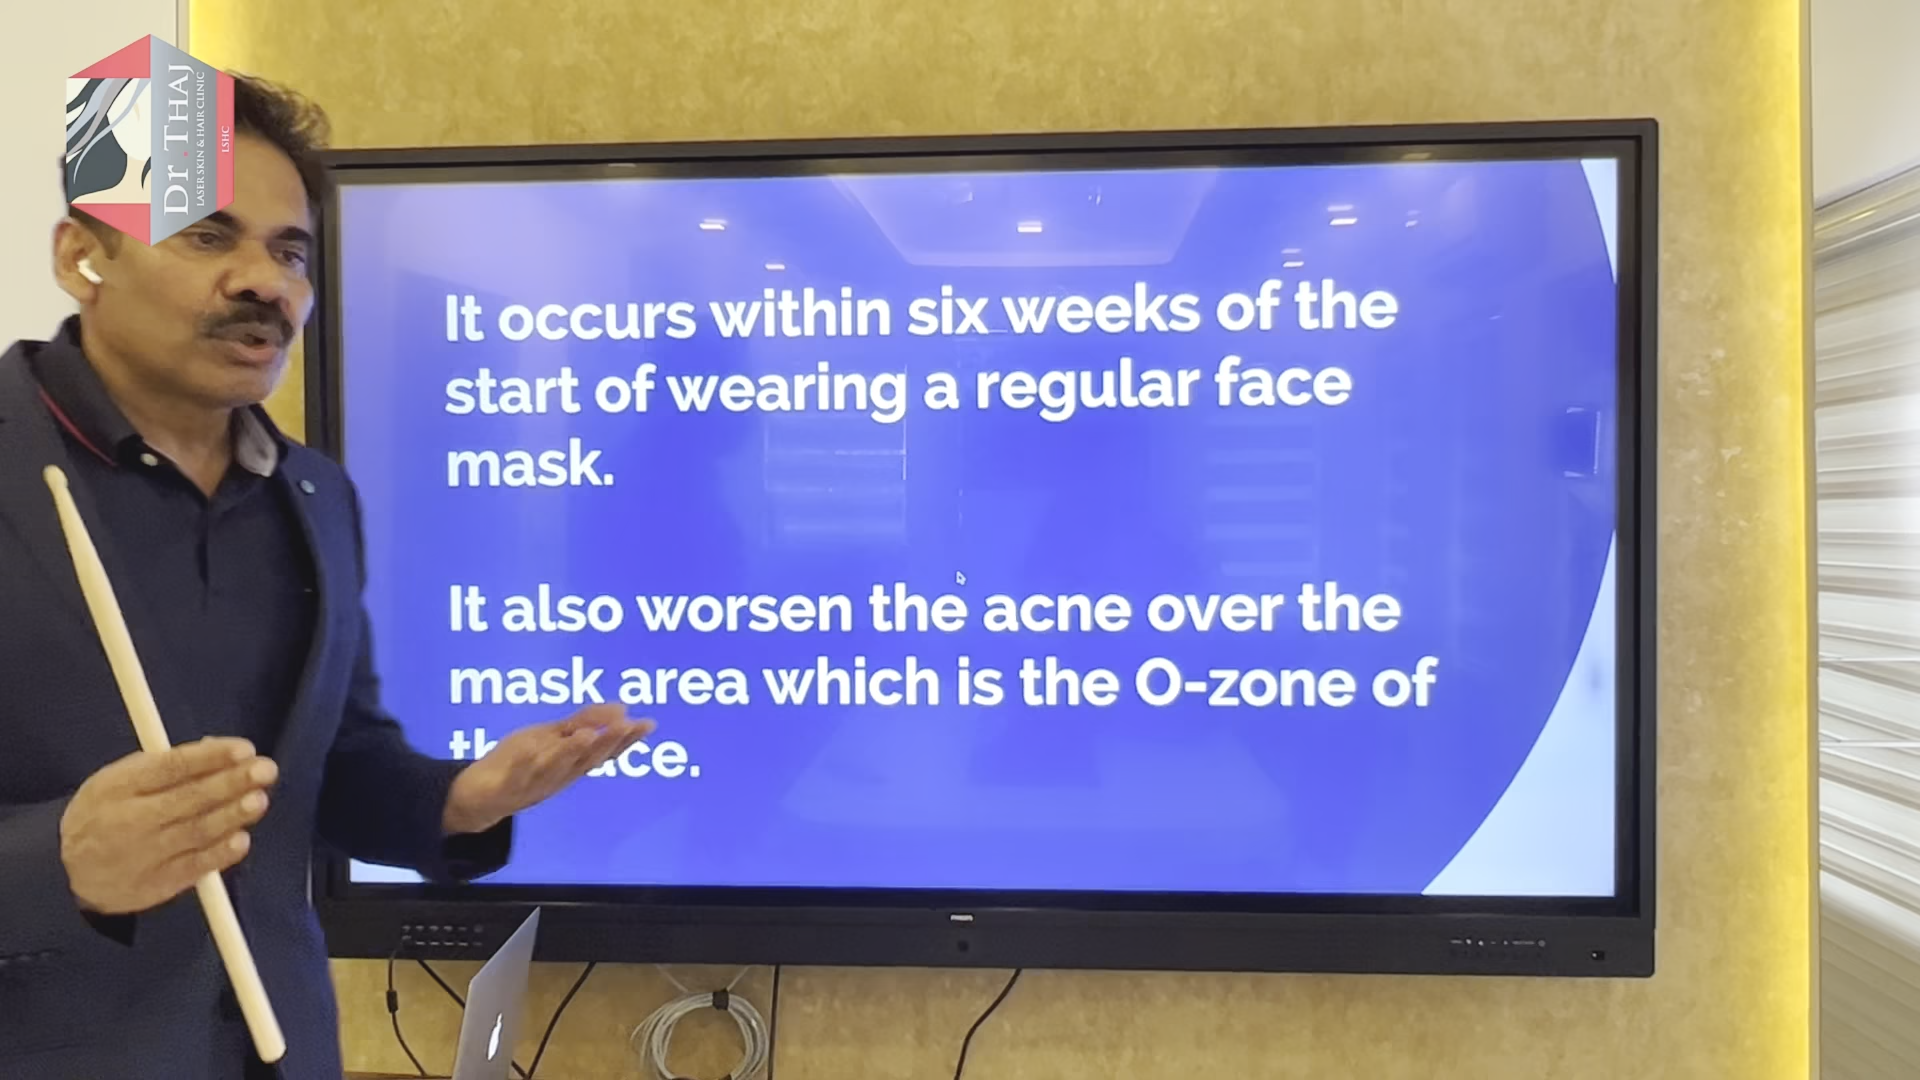 Dr.THAJ
LASER SKIN & HAIR CLINIC
LSHC
It occurs within six weeks of the
start of wearing a regular face
mask.
It also worsen the acne over the
mask area which is the O-zone of
PHILIPS